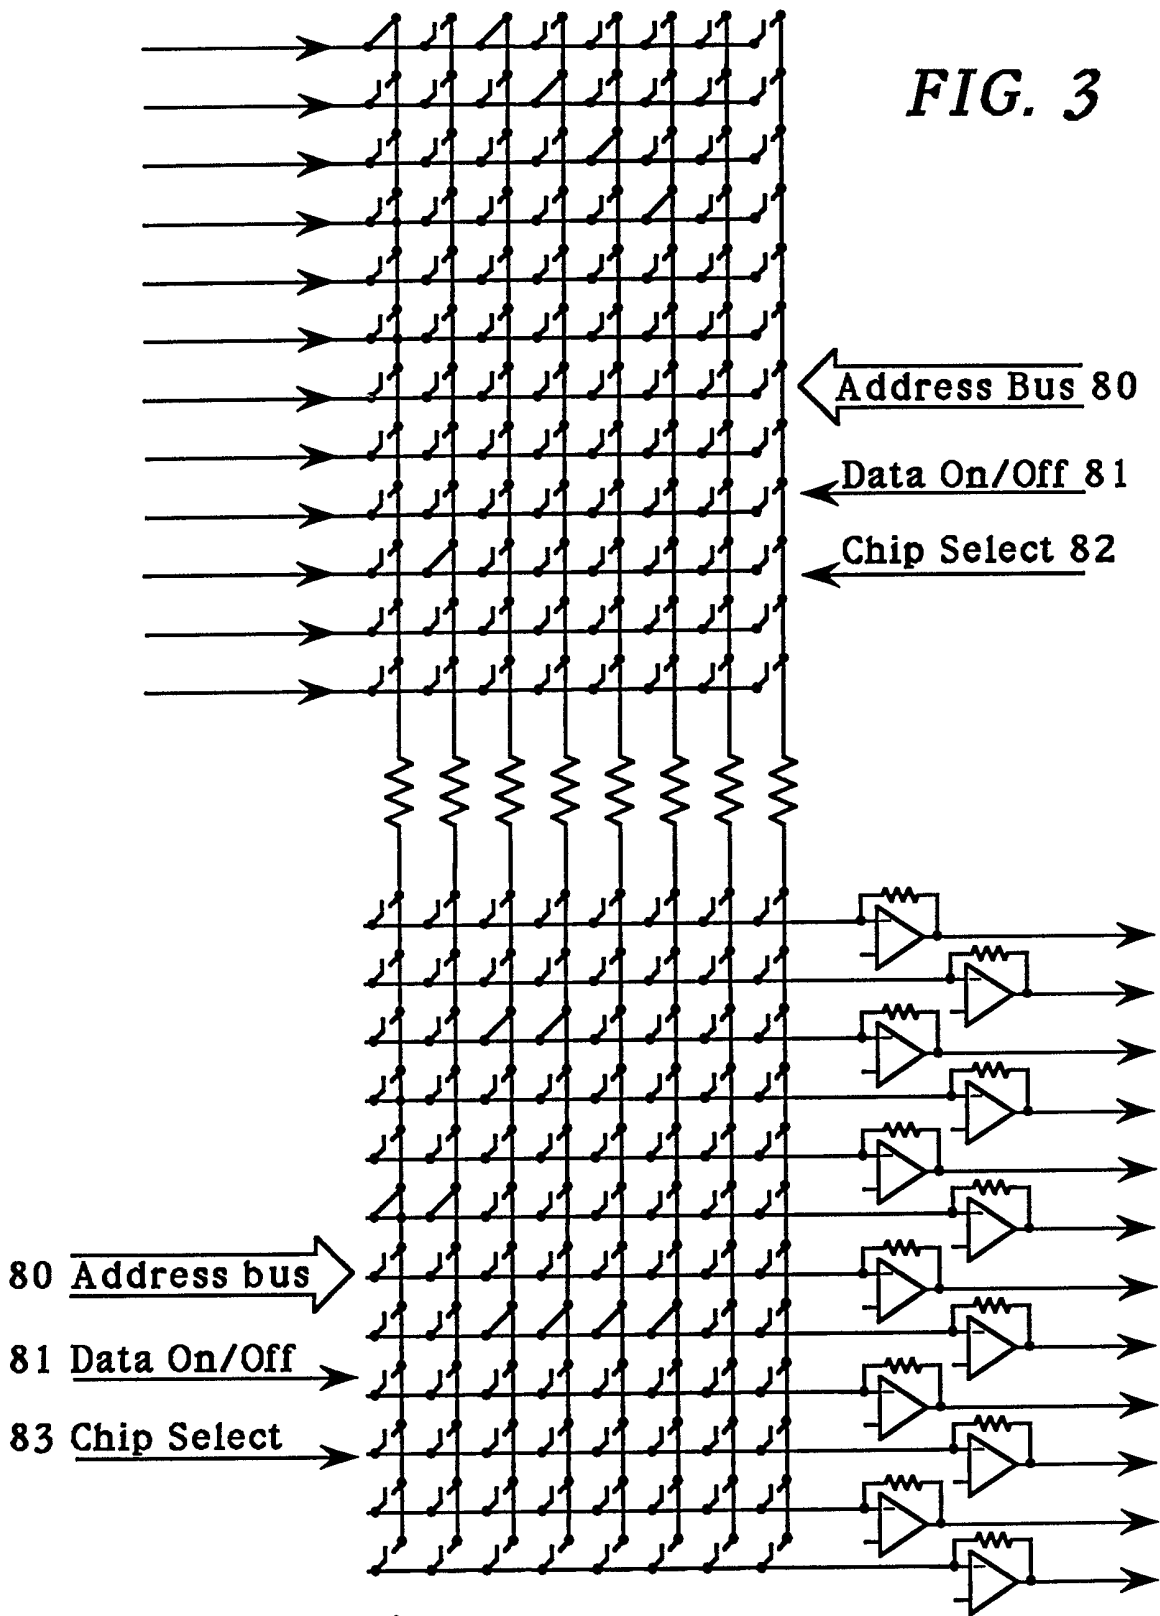 FIG. 3
Address Bus 80
Data On/Off 81
Chip Select 82
80 Address bus
81 Data On/Off
83 Chip Select